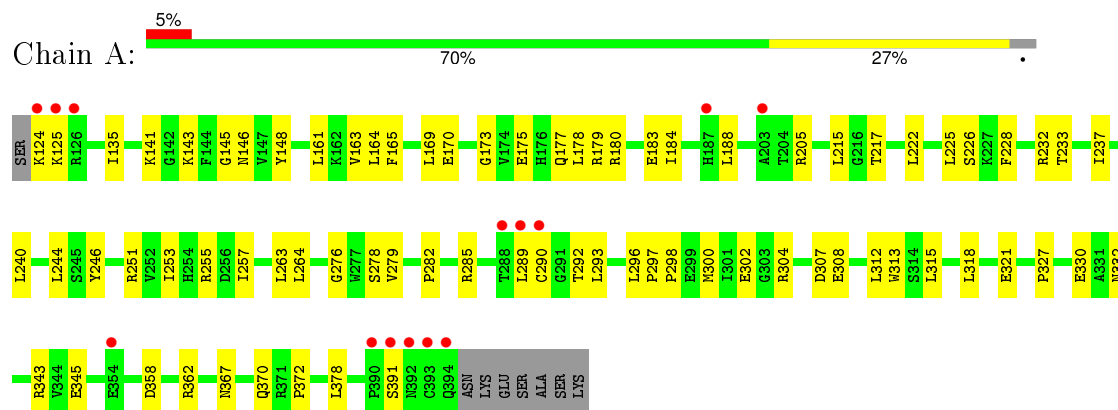 5%
Chain A:
70%
27%
.
SER K124 K125 R126 I135 K141 G142 K143 F144 G145 N146 V147 Y148 L161 K162 V163 L164 F165 L169 E170 G173 V174 E175 H176 Q177 L178 R179 R180 E183 I184 H187 L188 A203 T204 R205 L215 G216 T217 L222 L225 S226 K227 F228 R232 T233 I237
L240 L244 S245 Y246 R251 V252 I253 H254 R255 D256 I257 L263 L264 G276 W277 S278 V279 P282 R285 T288 L289 C290 G291 T292 L293 L296 P297 P298 E299 M300 I301 E302 G303 R304 D307 E308 L312 W313 S314 L315 L318 E321 P327 E330 A331 N332
R343 V344 E345 E354 D358 R362 N367 Q370 R371 P372 L378 P390 S391 N392 C393 Q394 ASN LYS GLU SER ALA SER LYS